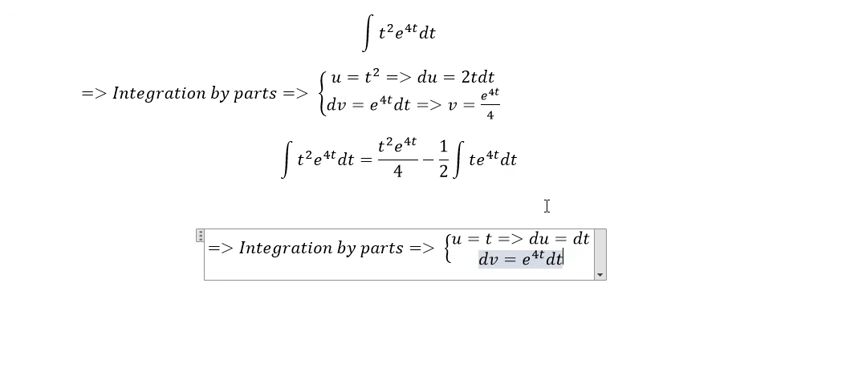 ∫ t²e⁴ᵗdt
=> Integration by parts => { u = t² => du = 2tdt
dv = e⁴ᵗdt => v = e⁴ᵗ/4
∫ t²e⁴ᵗdt = t²e⁴ᵗ/4 − 1/2 ∫ te⁴ᵗdt
=> Integration by parts => { u = t => du = dt
dv = e⁴ᵗdt